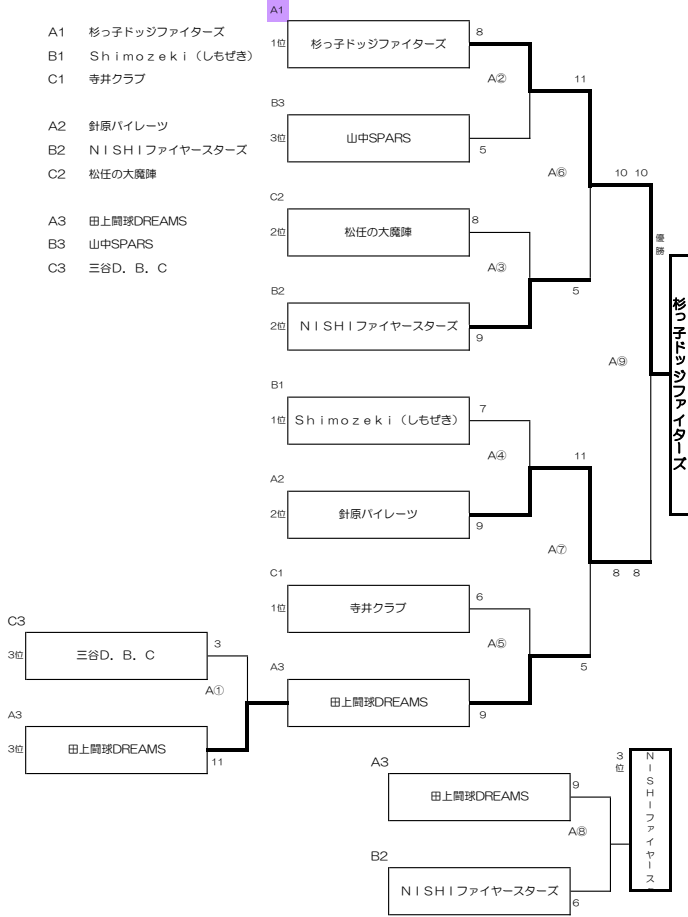 A1
A1 杉っ子ドッジファイターズ
B1 Ｓｈｉｍｏｚｅｋｉ（しもぜき）
C1 寺井クラブ
A2 針原パイレーツ
B2 ＮＩＳＨＩファイヤースターズ
C2 松任の大魔陣
A3 田上闘球DREAMS
B3 山中SPARS
C3 三谷Ｄ．Ｂ．Ｃ
1位 杉っ子ドッジファイターズ 8
A②
11
B3
3位 山中SPARS 5
A⑥
10 10
C2
2位 松任の大魔陣 8
A③
5
B2
2位 ＮＩＳＨＩファイヤースターズ 9
優勝
杉っ子ドッジファイターズ
A⑨
B1
1位 Ｓｈｉｍｏｚｅｋｉ（しもぜき） 7
A④
11
A2
2位 針原パイレーツ 9
A⑦
8 8
C1
1位 寺井クラブ 6
A⑤
5
C3
3位 三谷Ｄ．Ｂ．Ｃ 3
A①
A3
田上闘球DREAMS 9
A3
3位 田上闘球DREAMS 11
A3
田上闘球DREAMS 9
A⑧
3位
ＮＩＳＨＩファイヤース
B2
ＮＩＳＨＩファイヤースターズ 6